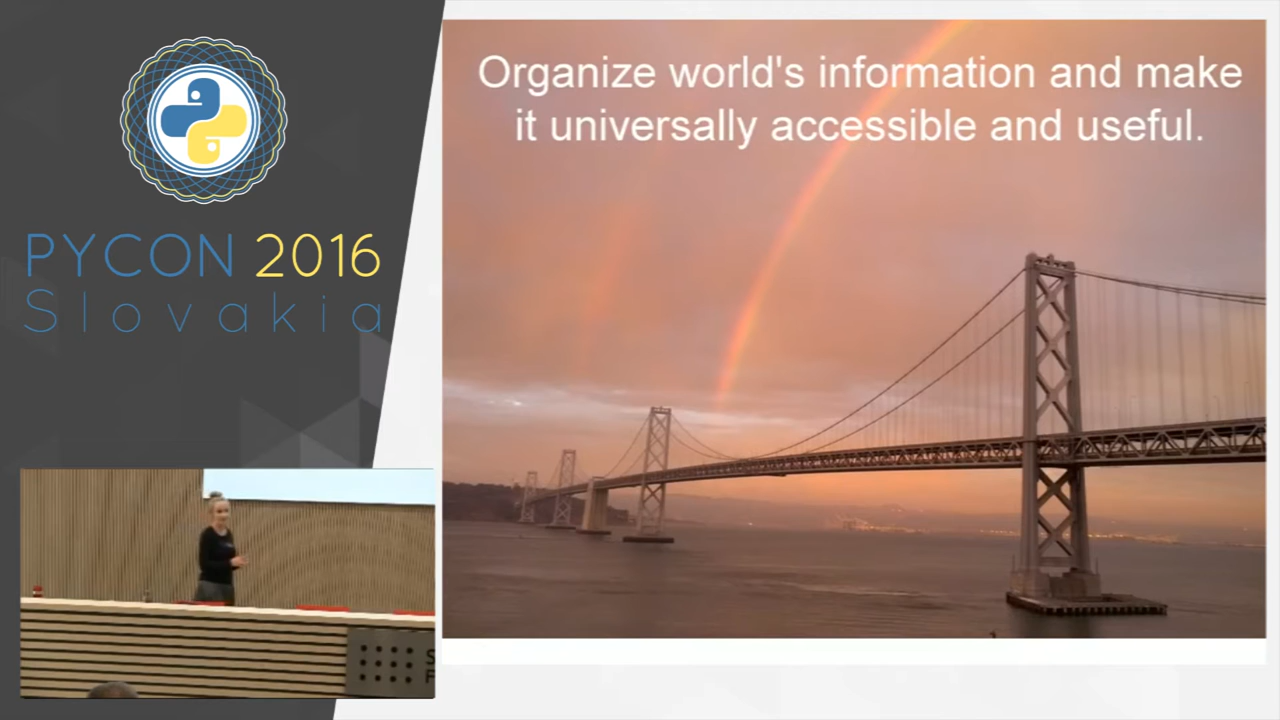 PYCON 2016
Slovakia
Organize world's information and make
it universally accessible and useful.
S
F